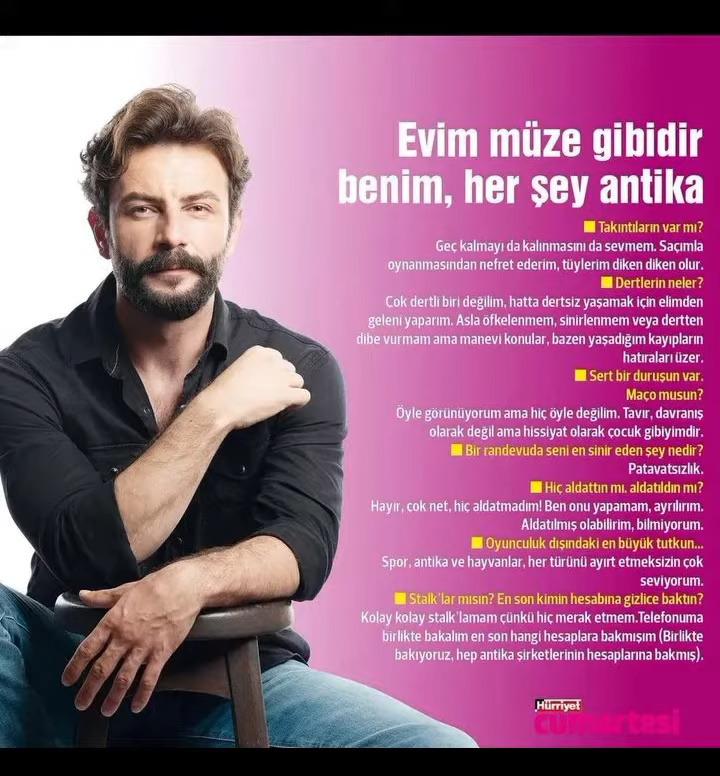 Evim müze gibidir
benim, her şey antika
Takıntıların var mı?
Geç kalmayı da kalınmasını da sevmem. Saçımla
oynanmasından nefret ederim, tüylerim diken diken olur.
Dertlerin neler?
Çok dertli biri değilim, hatta dertsiz yaşamak için elimden
geleni yaparım. Asla öfkelenmem, sinirlenmem veya dertten
dibe vurmam ama manevi konular, bazen yaşadığım kayıpların
hatıraları üzer.
Sert bir duruşun var.
Maço musun?
Öyle görünüyorum ama hiç öyle değilim. Tavır, davranış
olarak değil ama hissiyat olarak çocuk gibiyimdir.
Bir randevuda seni en sinir eden şey nedir?
Patavatsızlık.
Hiç aldattın mı, aldatıldın mı?
Hayır, çok net, hiç aldatmadım! Ben onu yapamam, ayrılırım.
Aldatılmış olabilirim, bilmiyorum.
Oyunculuk dışındaki en büyük tutkun...
Spor, antika ve hayvanlar, her türünü ayırt etmeksizin çok
seviyorum.
Stalk'lar mısın? En son kimin hesabına gizlice baktın?
Kolay kolay stalk'lamam çünkü hiç merak etmem.Telefonuma
birlikte bakalım en son hangi hesaplara bakmışım (Birlikte
bakıyoruz, hep antika şirketlerinin hesaplarına bakmış).
Hürriyet
cumartesi